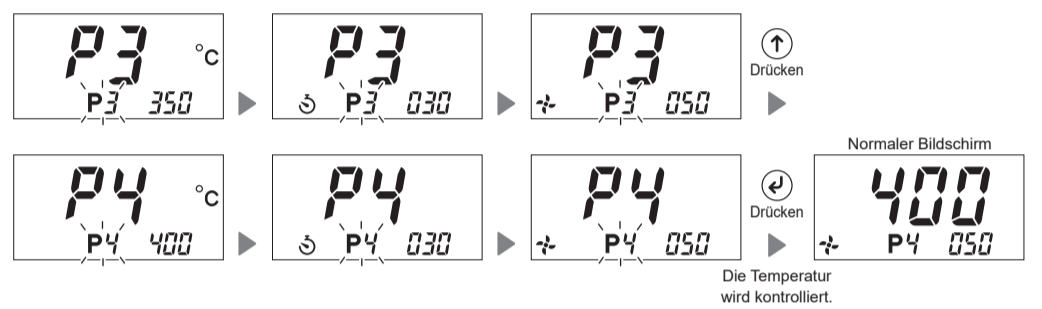 P3 °C
P3 350
P3
P3 030
P3
P3 050
Drücken
P4 °C
P4 400
P4
P4 030
P4
P4 050
Drücken
Die Temperatur
wird kontrolliert.
Normaler Bildschirm
400
P4 050